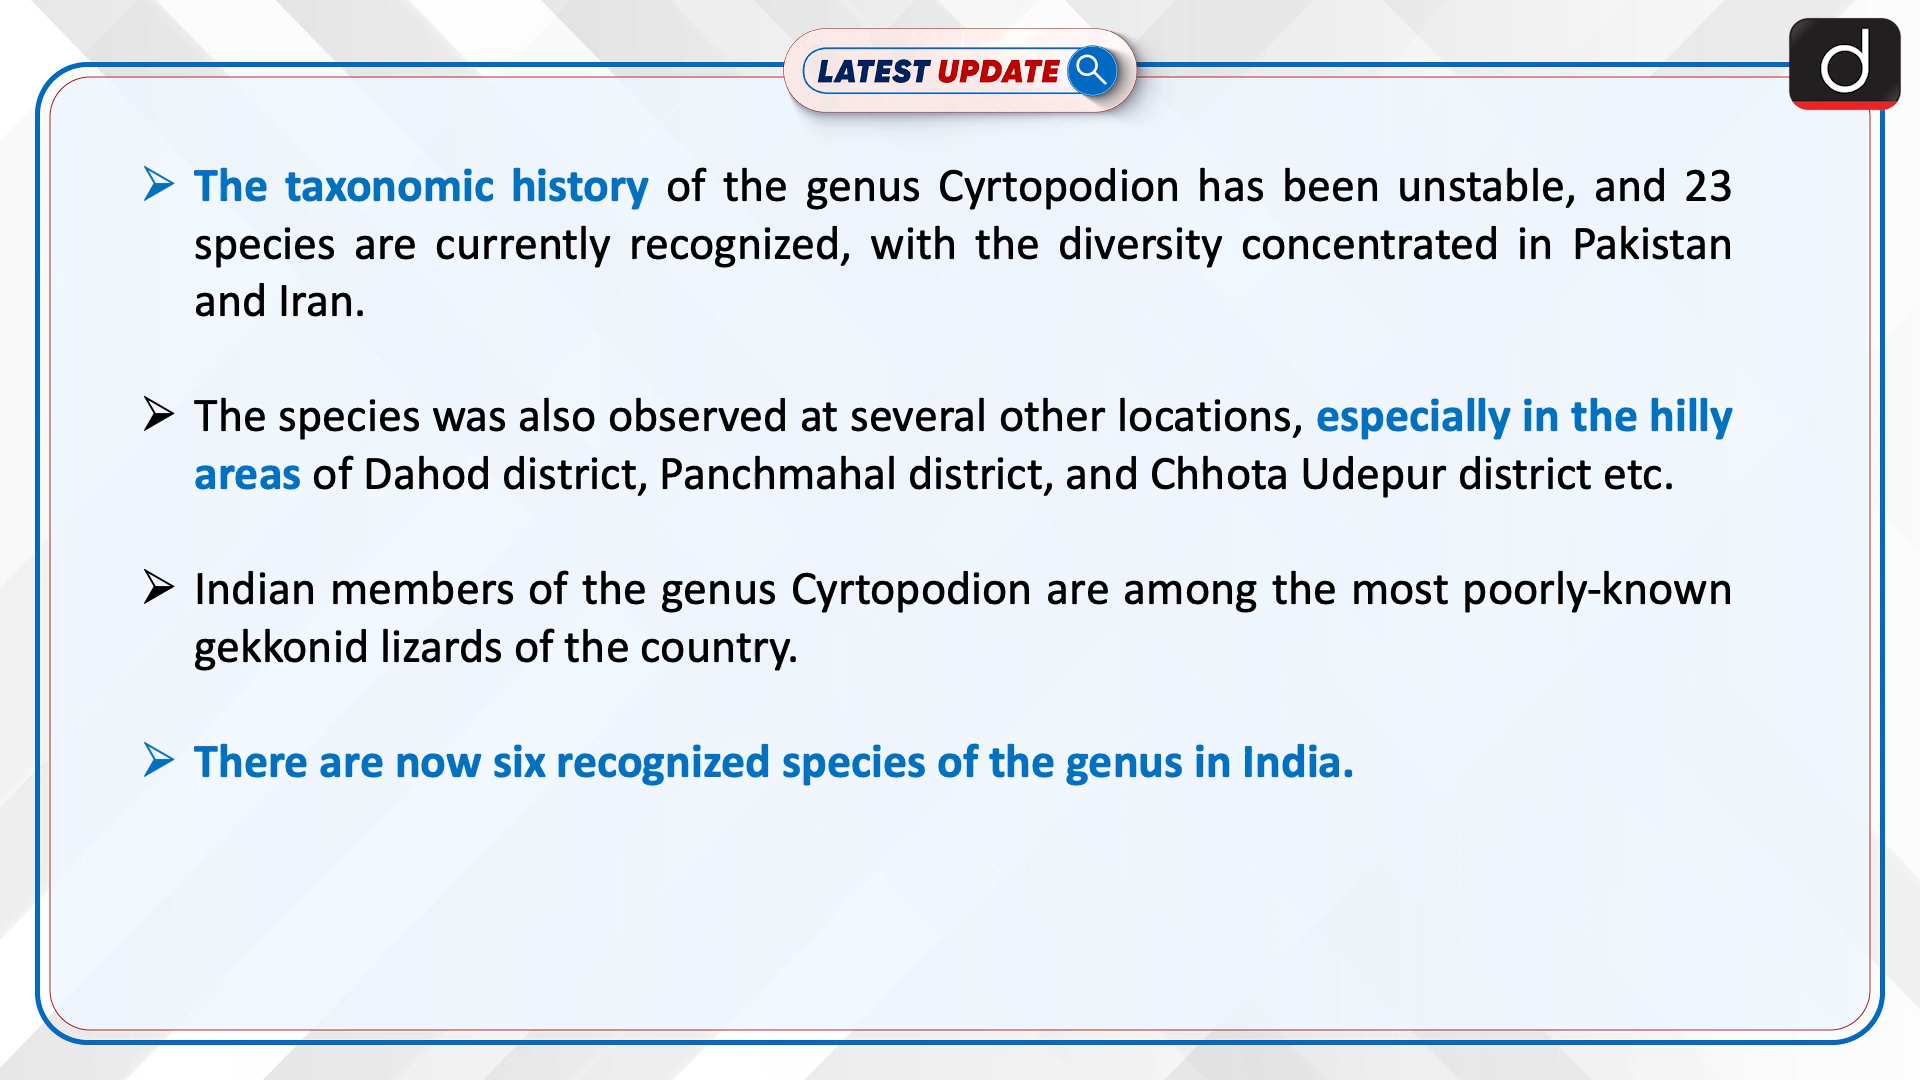 LATEST UPDATE
d
➢ The taxonomic history of the genus Cyrtopodion has been unstable, and 23
species are currently recognized, with the diversity concentrated in Pakistan
and Iran.
➢ The species was also observed at several other locations, especially in the hilly
areas of Dahod district, Panchmahal district, and Chhota Udepur district etc.
➢ Indian members of the genus Cyrtopodion are among the most poorly-known
gekkonid lizards of the country.
➢ There are now six recognized species of the genus in India.